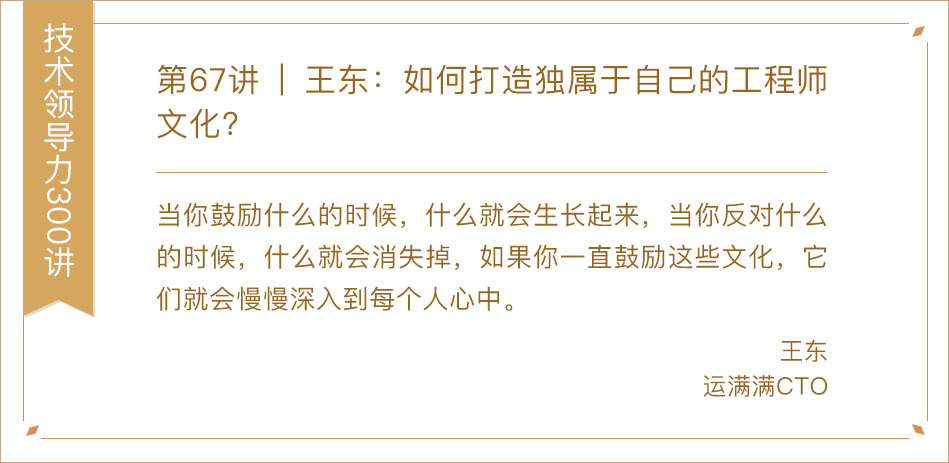 技术领导力300讲
第67讲 | 王东：如何打造独属于自己的工程师
文化？
当你鼓励什么的时候，什么就会生长起来，当你反对什么
的时候，什么就会消失掉，如果你一直鼓励这些文化，它
们就会慢慢深入到每个人心中。
王东
运满满CTO